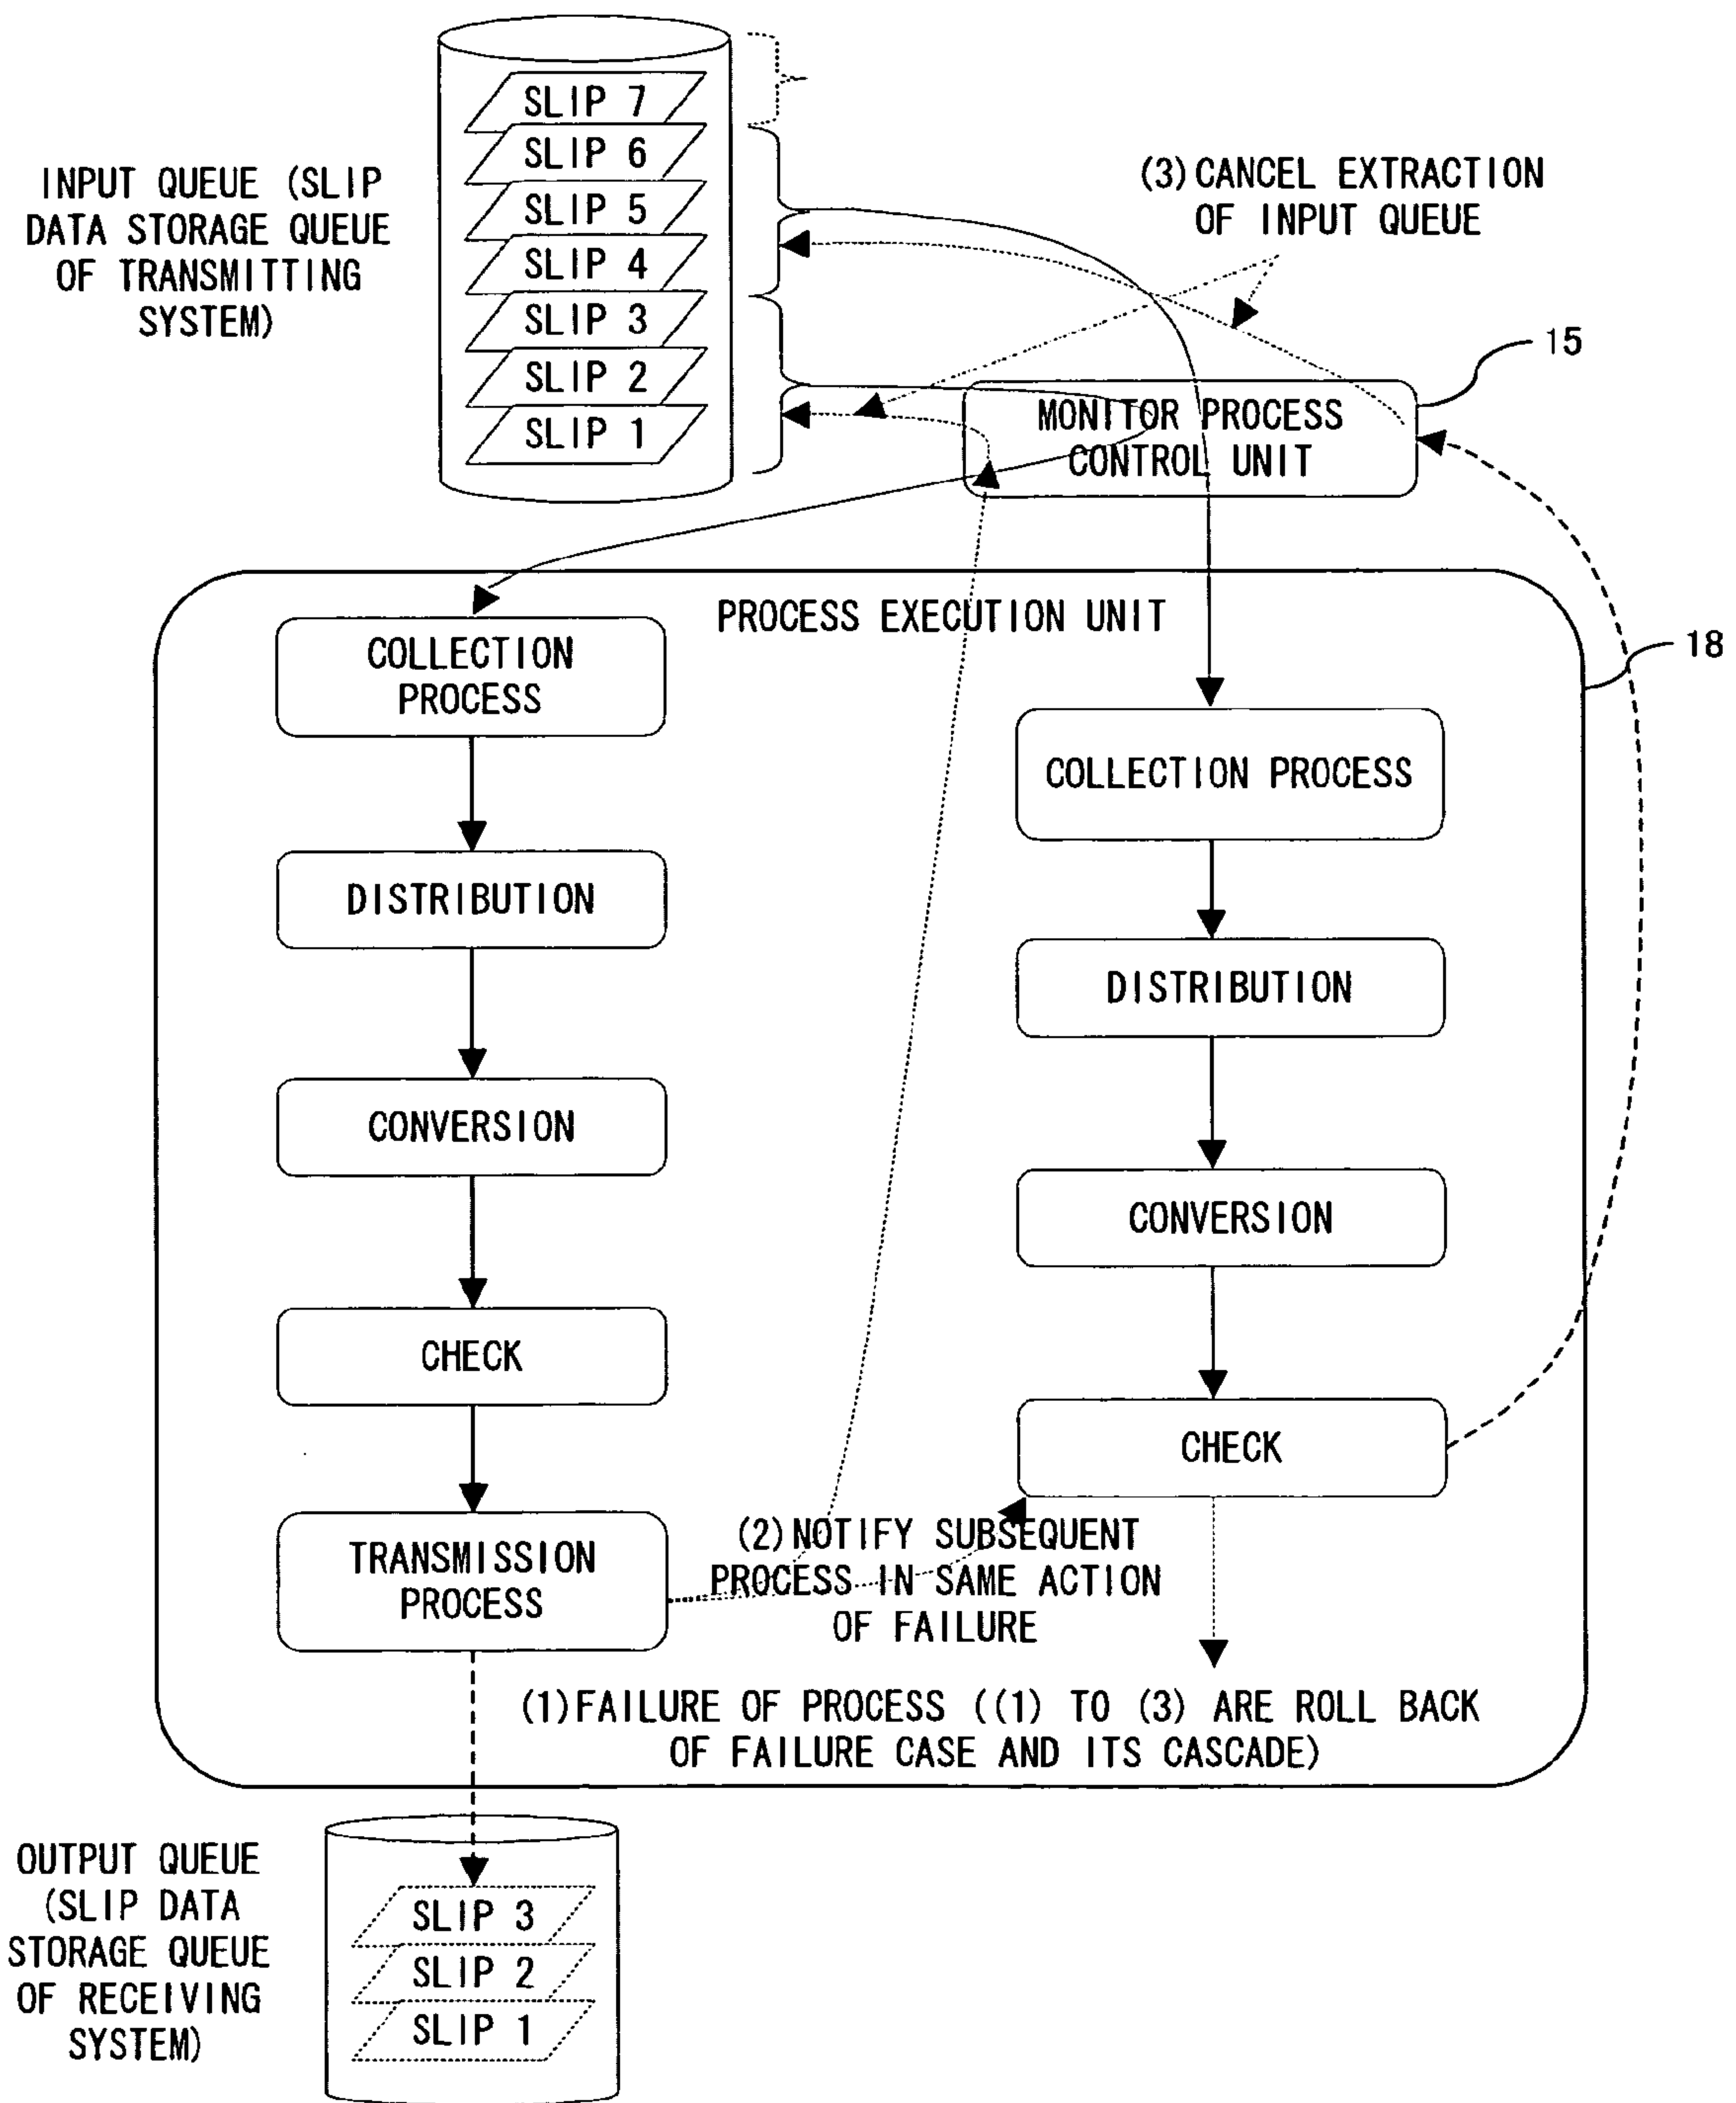 SLIP 7
SLIP 6
SLIP 5
SLIP 4
SLIP 3
SLIP 2
SLIP 1
INPUT QUEUE (SLIP
DATA STORAGE QUEUE
OF TRANSMITTING
SYSTEM)
(3)CANCEL EXTRACTION
OF INPUT QUEUE
15
MONITOR PROCESS
CONTROL UNIT
PROCESS EXECUTION UNIT
18
COLLECTION
PROCESS
DISTRIBUTION
CONVERSION
CHECK
TRANSMISSION
PROCESS
COLLECTION PROCESS
DISTRIBUTION
CONVERSION
CHECK
(2)NOTIFY SUBSEQUENT
PROCESS IN SAME ACTION
OF FAILURE
(1)FAILURE OF PROCESS ((1) TO (3) ARE ROLL BACK
OF FAILURE CASE AND ITS CASCADE)
OUTPUT QUEUE
(SLIP DATA
STORAGE QUEUE
OF RECEIVING
SYSTEM)
SLIP 3
SLIP 2
SLIP 1